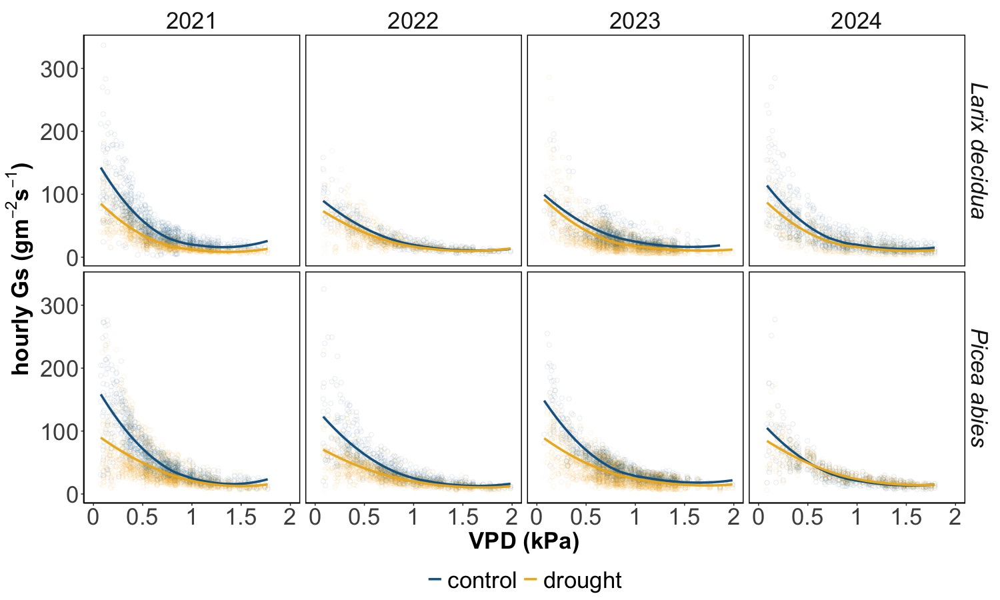 2021 2022 2023 2024
300
200
100
0
Larix decidua
300
200
100
0
Picea abies
hourly Gs (gm⁻²s⁻¹)
0 0.5 1 1.5 2 0 0.5 1 1.5 2 0 0.5 1 1.5 2 0 0.5 1 1.5 2
VPD (kPa)
control drought